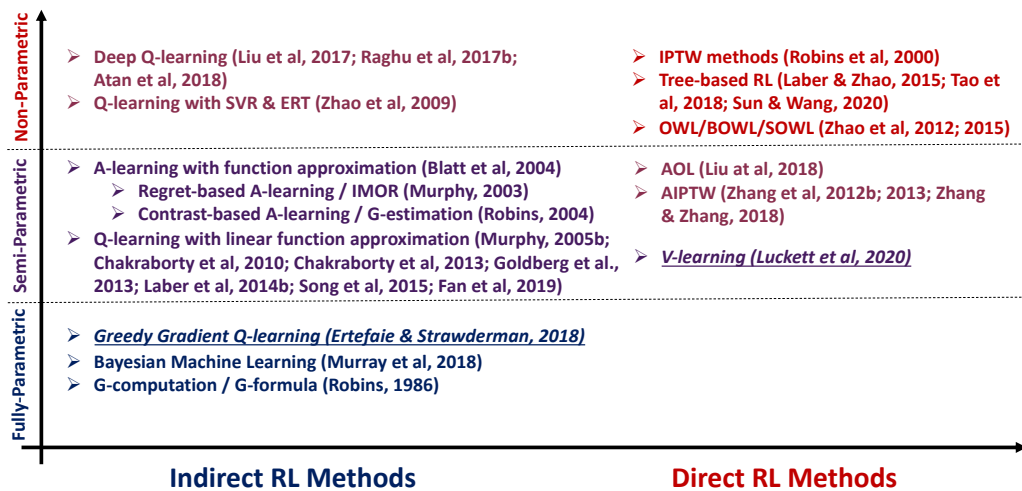 Non-Parametric
Deep Q-learning (Liu et al, 2017; Raghu et al, 2017b;
Atan et al, 2018)
Q-learning with SVR & ERT (Zhao et al, 2009)
IPTW methods (Robins et al, 2000)
Tree-based RL (Laber & Zhao, 2015; Tao et
al, 2018; Sun & Wang, 2020)
OWL/BOWL/SOWL (Zhao et al, 2012; 2015)
Semi-Parametric
A-learning with function approximation (Blatt et al, 2004)
Regret-based A-learning / IMOR (Murphy, 2003)
Contrast-based A-learning / G-estimation (Robins, 2004)
Q-learning with linear function approximation (Murphy, 2005b;
Chakraborty et al, 2010; Chakraborty et al, 2013; Goldberg et al.,
2013; Laber et al, 2014b; Song et al, 2015; Fan et al, 2019)
AOL (Liu at al, 2018)
AIPTW (Zhang et al, 2012b; 2013; Zhang
& Zhang, 2018)
V-learning (Luckett et al, 2020)
Fully-Parametric
Greedy Gradient Q-learning (Ertefaie & Strawderman, 2018)
Bayesian Machine Learning (Murray et al, 2018)
G-computation / G-formula (Robins, 1986)
Indirect RL Methods
Direct RL Methods